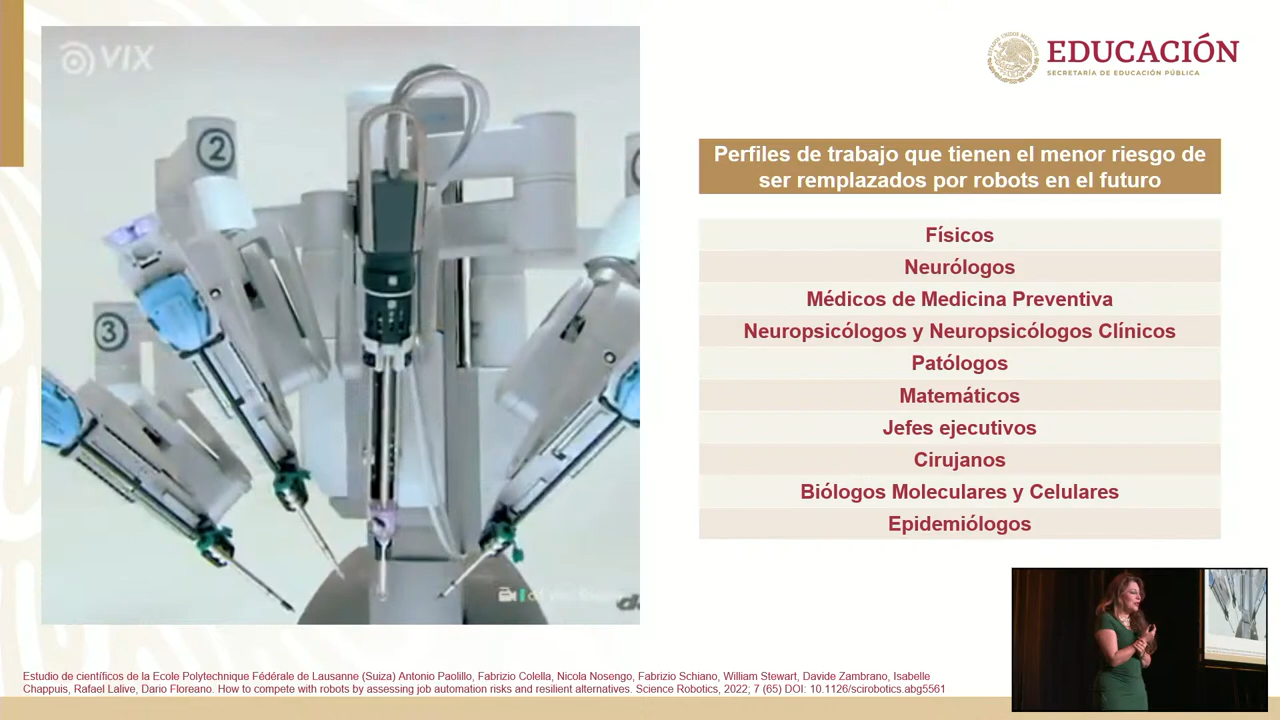 VIX
EDUCACIÓN
SECRETARÍA DE EDUCACIÓN PÚBLICA
Perfiles de trabajo que tienen el menor riesgo de
ser remplazados por robots en el futuro
Físicos
Neurólogos
Médicos de Medicina Preventiva
Neuropsicólogos y Neuropsicólogos Clínicos
Patólogos
Matemáticos
Jefes ejecutivos
Cirujanos
Biólogos Moleculares y Celulares
Epidemiólogos
2
3
Estudio de científicos de la Ecole Polytechnique Fédérale de Lausanne (Suiza) Antonio Paolillo, Fabrizio Colella, Nicola Nosengo, Fabrizio Schiano, William Stewart, Davide Zambrano, Isabelle
Chappuis, Rafael Lalive, Dario Floreano. How to compete with robots by assessing job automation risks and resilient alternatives. Science Robotics, 2022; 7 (65) DOI: 10.1126/scirobotics.abg5561